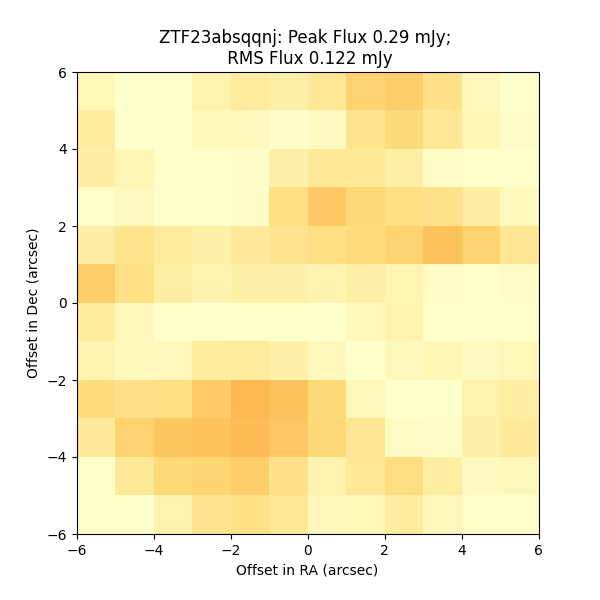 ZTF23absqqnj: Peak Flux 0.29 mJy;
RMS Flux 0.122 mJy
6
4
2
0
−2
−4
−6
Offset in Dec (arcsec)
−6 −4 −2 0 2 4 6
Offset in RA (arcsec)